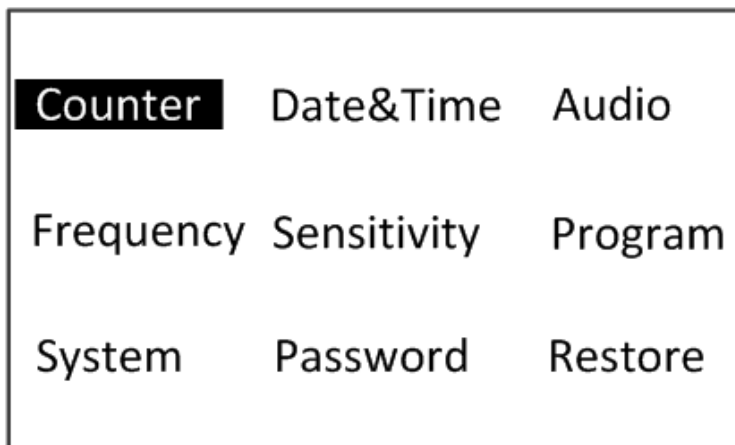 Counter Date&Time Audio
Frequency Sensitivity Program
System Password Restore